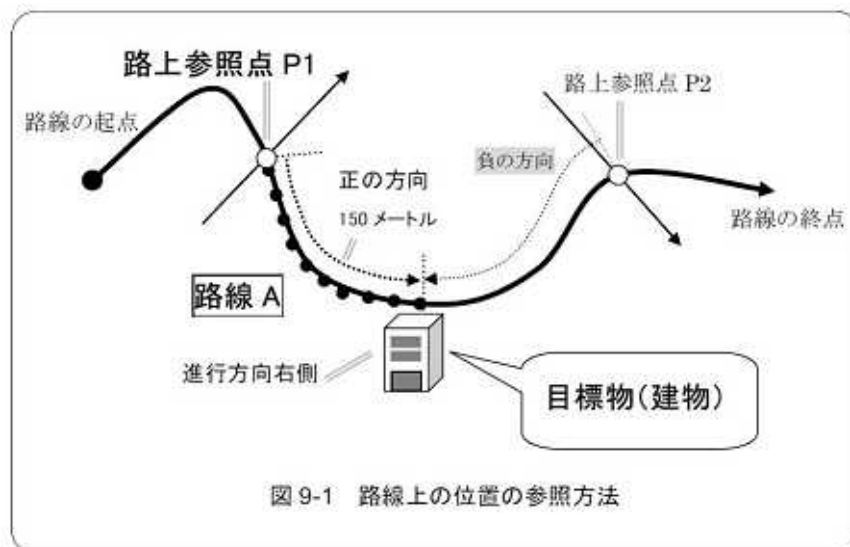 路上参照点 P1
路上参照点 P2
路線の起点
負の方向
正の方向
150 メートル
路線の終点
路線 A
進行方向右側
目標物(建物)
図 9-1 路線上の位置の参照方法